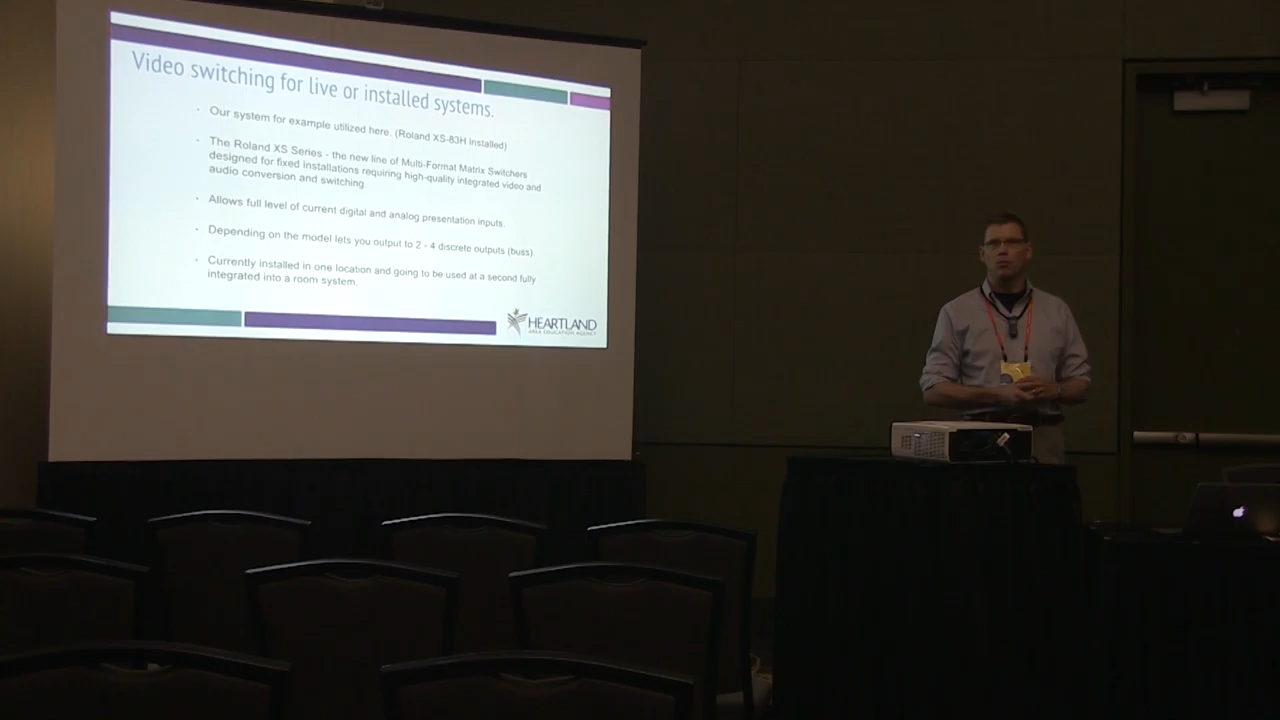 Video switching for live or installed systems.
- Our system for example utilized here. (Roland XS-83H installed)
- The Roland XS Series - the new line of Multi-Format Matrix Switchers
designed for fixed installations requiring high-quality integrated video and
audio conversion and switching
- Allows full level of current digital and analog presentation inputs.
- Depending on the model lets you output to 2 - 4 discrete outputs (buss)
- Currently installed in one location and going to be used at a second fully
integrated into a room system.
HEARTLAND
AREA EDUCATION AGENCY